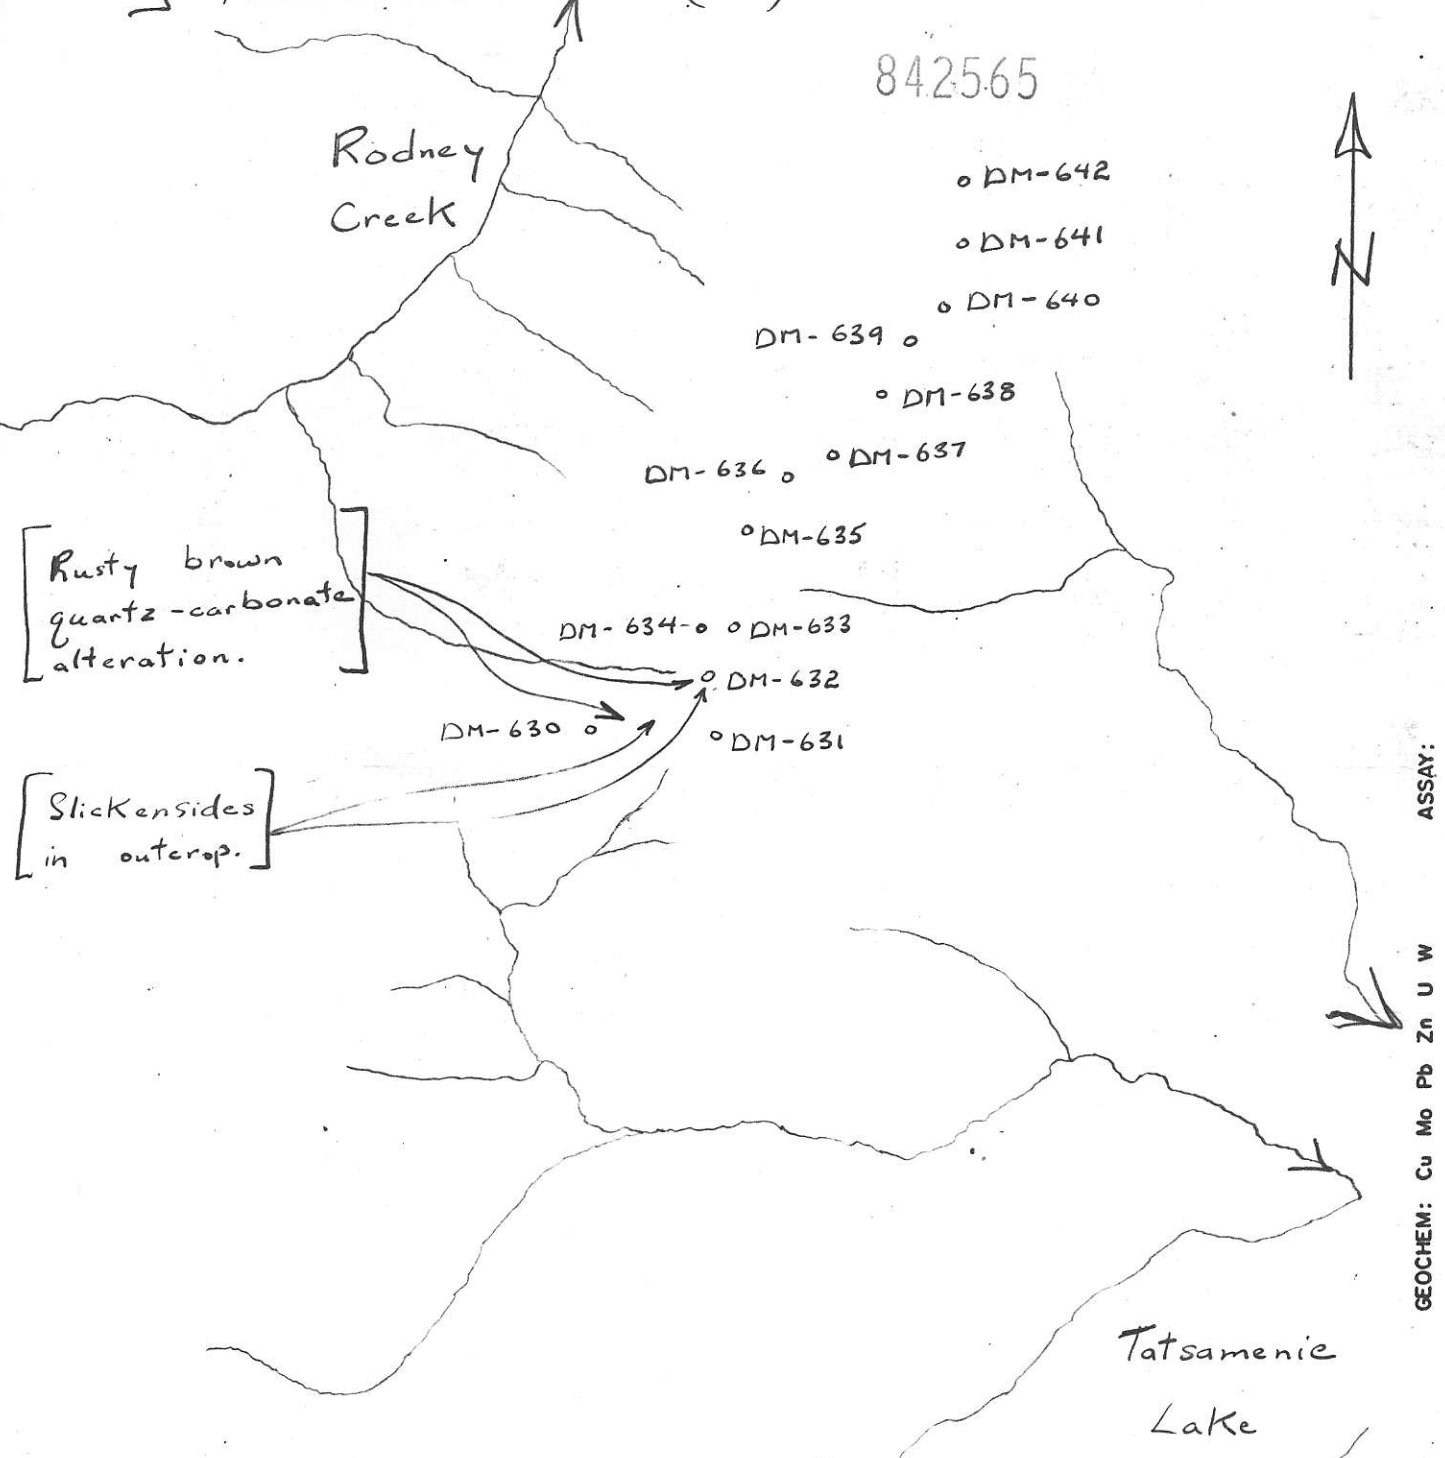 842565
Rodney
Creek
DM-642
DM-641
DM-640
DM-639
DM-638
DM-637
DM-636
DM-635
DM-634
DM-633
DM-632
DM-631
DM-630
Rusty brown
quartz-carbonate
alteration.
Slickensides
in outcrop.
N
Tatsamenie
Lake
GEOCHEM: Cu Mo Pb Zn U W ASSAY: